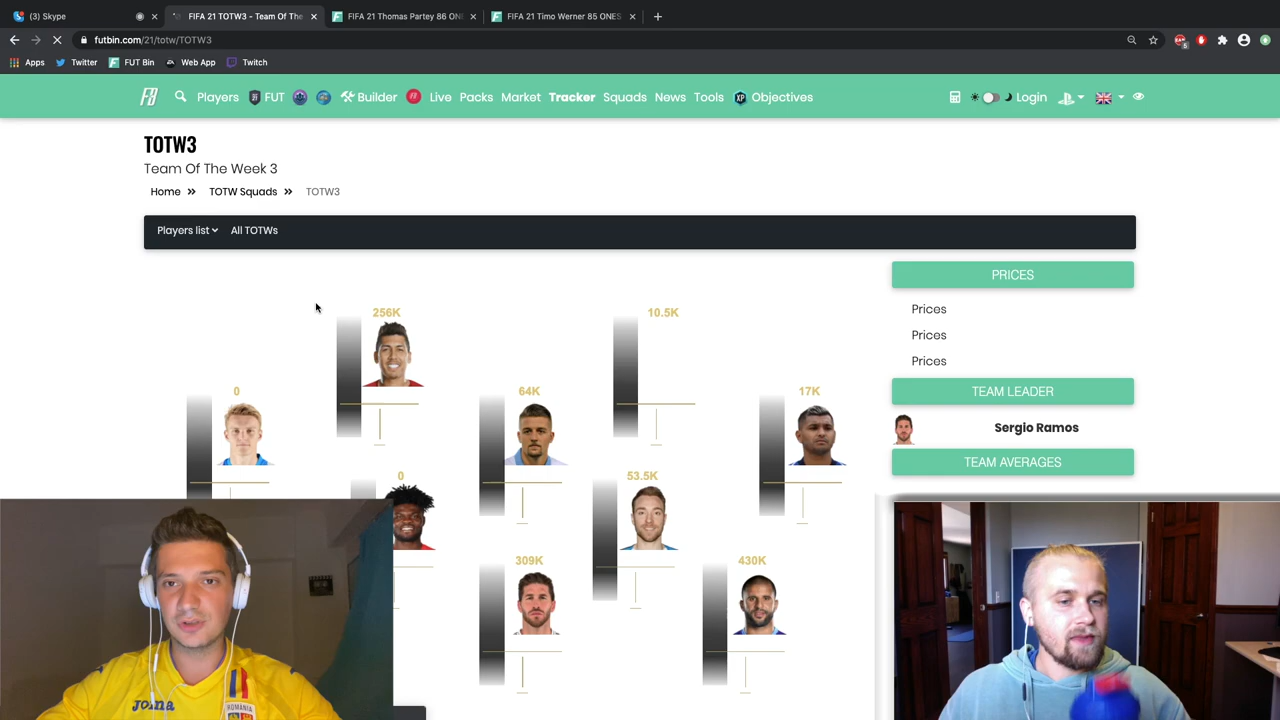 (3) Skype
FIFA 21 TOTW3 - Team Of The
FIFA 21 Thomas Partey 86 ONE
FIFA 21 Timo Werner 85 ONES
futbin.com/21/totw/TOTW3
Apps Twitter FUT Bin Web App Twitch
Players FUT Builder Live Packs Market Tracker Squads News Tools XP Objectives Login
TOTW3
Team Of The Week 3
Home » TOTW Squads » TOTW3
Players list All TOTWs
PRICES
Prices
Prices
Prices
256K
10.5K
0
64K
17K
TEAM LEADER
Sergio Ramos
TEAM AVERAGES
0
53.5K
309K
430K
Joma
ROMÂNIA